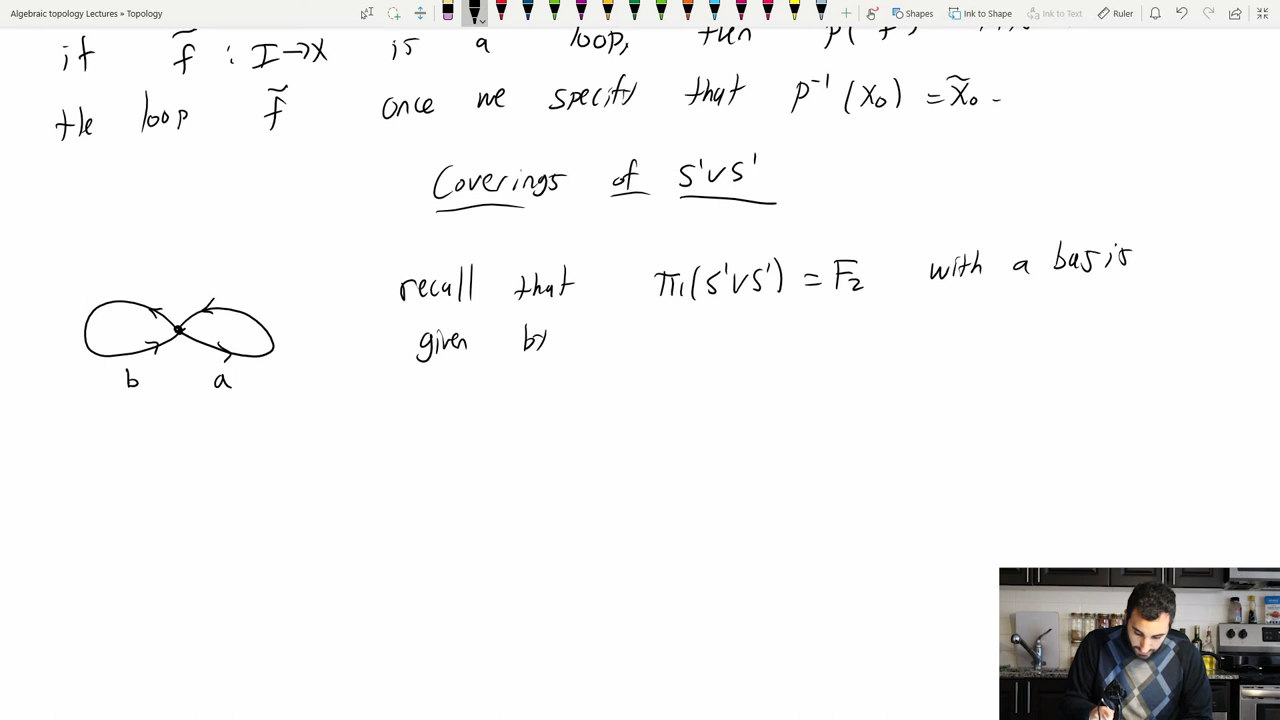 Algebraic topology Lectures » Topology
Shapes Ink to Shape Ink to Text Ruler
if f̃ : I→X is a loop, then
the loop f̃ once we specify that p⁻¹(x₀) = x̃₀ -
Coverings of S¹∨S¹
recall that π₁(S¹∨S¹) = F₂ with a basis
given by
b a